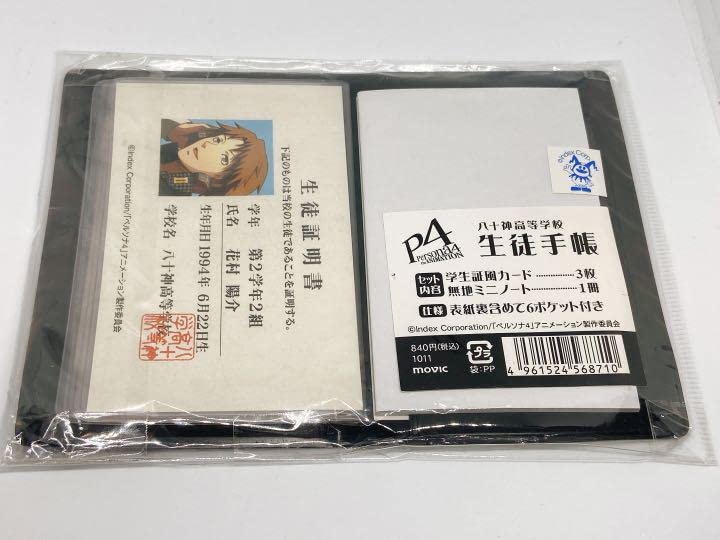 生徒証明書
下記のものは当校の生徒であることを証明する。
学年 第2学年2組
氏名 花村 陽介
生年月日 1994年 6月22日生
学校名 八十神高等学校
©Index Corporation/「ペルソナ4」アニメーション製作委員会
©Index Corp
P4
Persona4
the ANIMATION
八十神高等学校
生徒手帳
セット内容
学生証風カード ……… 3枚
無地ミニノート ……… 1冊
仕様 表紙裏含めて6ポケット付き
©Index Corporation/「ペルソナ4」アニメーション製作委員会
840円(税込)
1011
movic
プラ
袋:PP
4 961524 568710